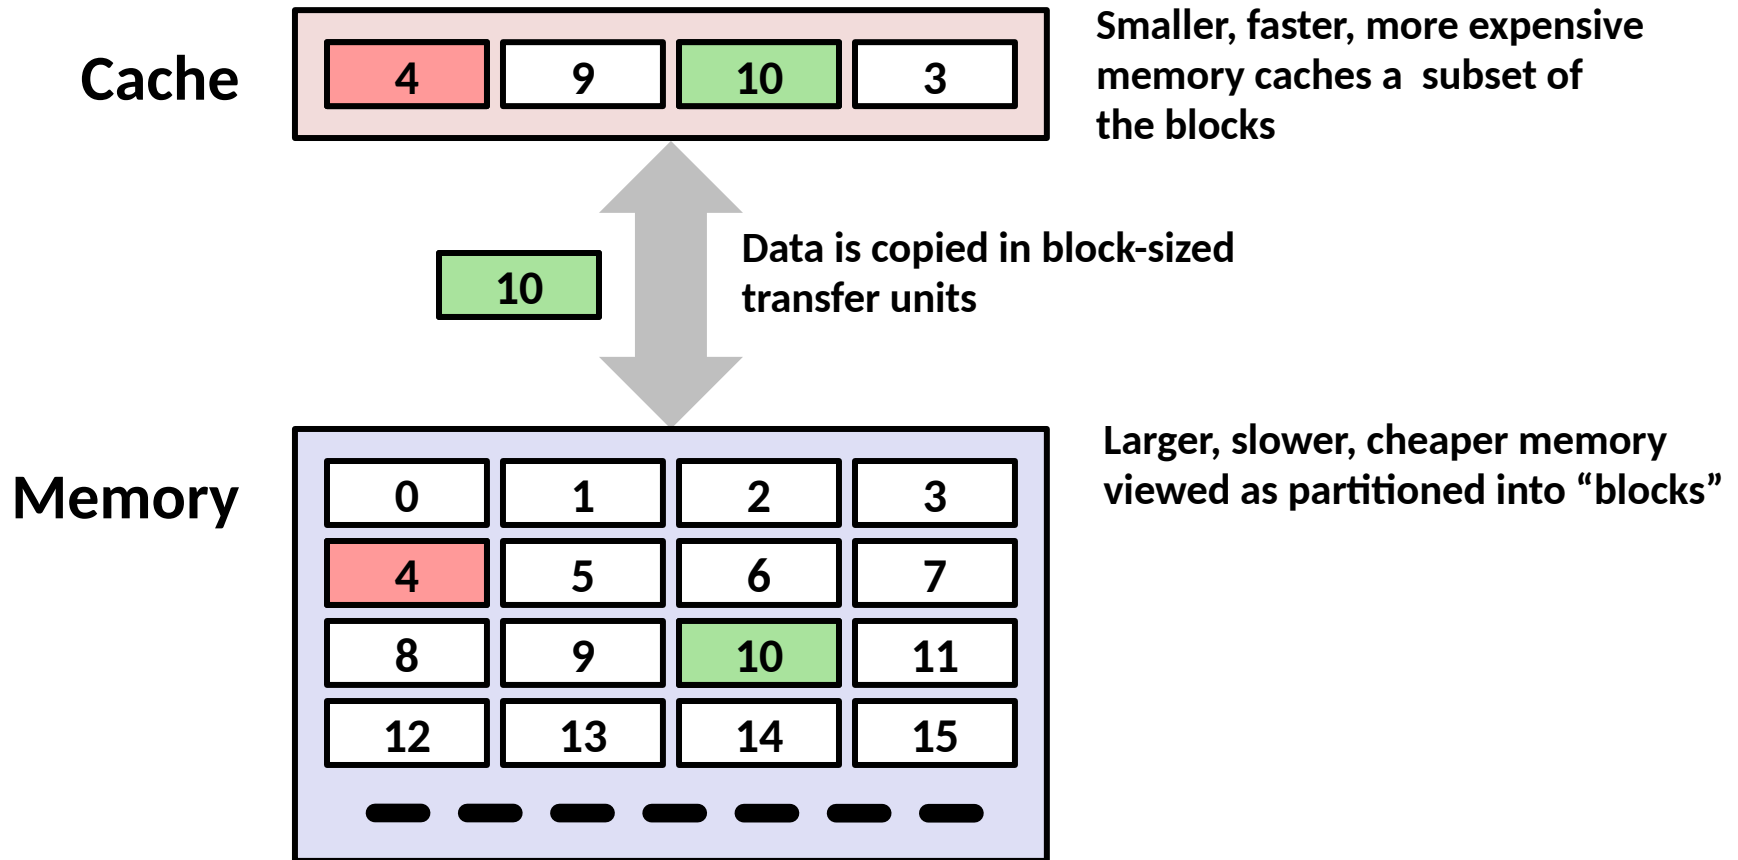 Cache
4 9 10 3
Smaller, faster, more expensive
memory caches a  subset of
the blocks
10
Data is copied in block-sized
transfer units
Memory
0 1 2 3
4 5 6 7
8 9 10 11
12 13 14 15
Larger, slower, cheaper memory
viewed as partitioned into “blocks”